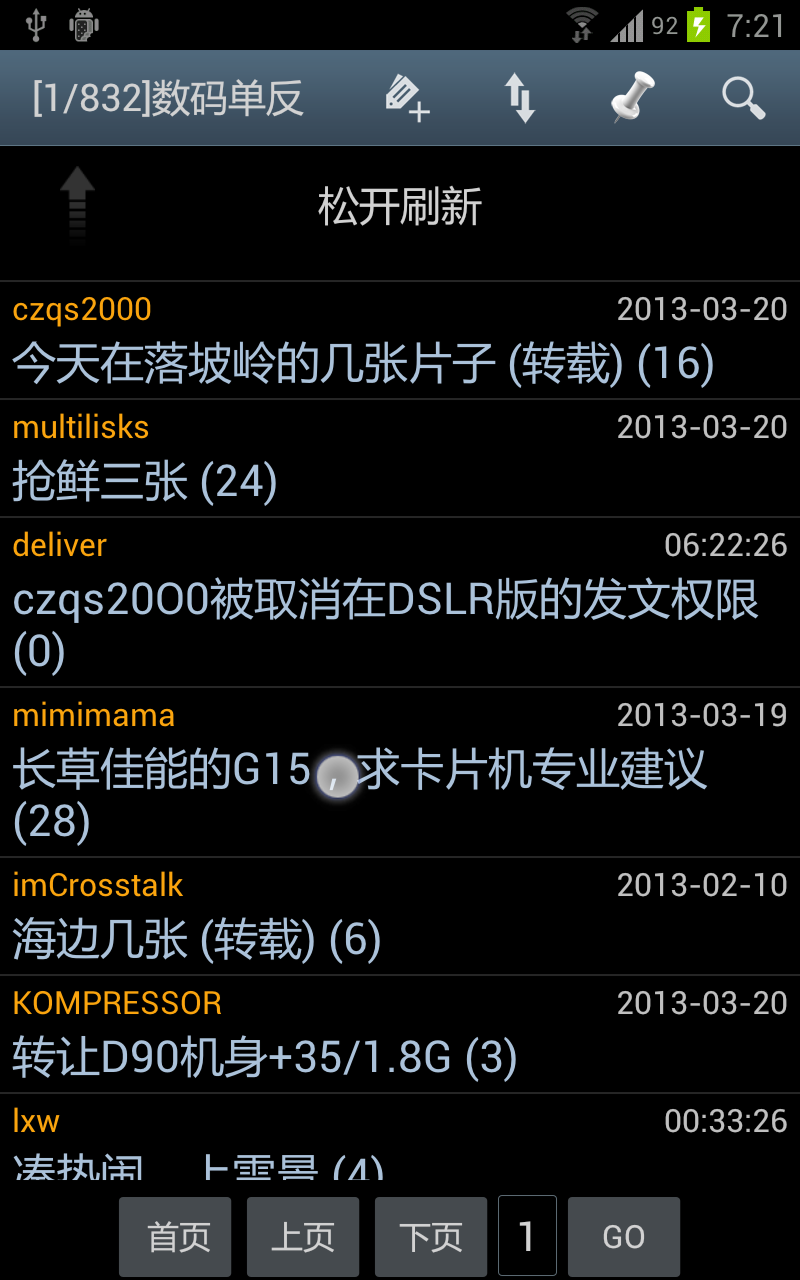 92 7:21
[1/832]数码单反
松开刷新
czqs2000 2013-03-20
今天在落坡岭的几张片子 (转载) (16)
multilisks 2013-03-20
抢鲜三张 (24)
deliver 06:22:26
czqs20O0被取消在DSLR版的发文权限
(0)
mimimama 2013-03-19
长草佳能的G15，求卡片机专业建议
(28)
imCrosstalk 2013-02-10
海边几张 (转载) (6)
KOMPRESSOR 2013-03-20
转让D90机身+35/1.8G (3)
lxw 00:33:26
凑热闹，上雪景 (4)
首页 上页 下页 1 GO